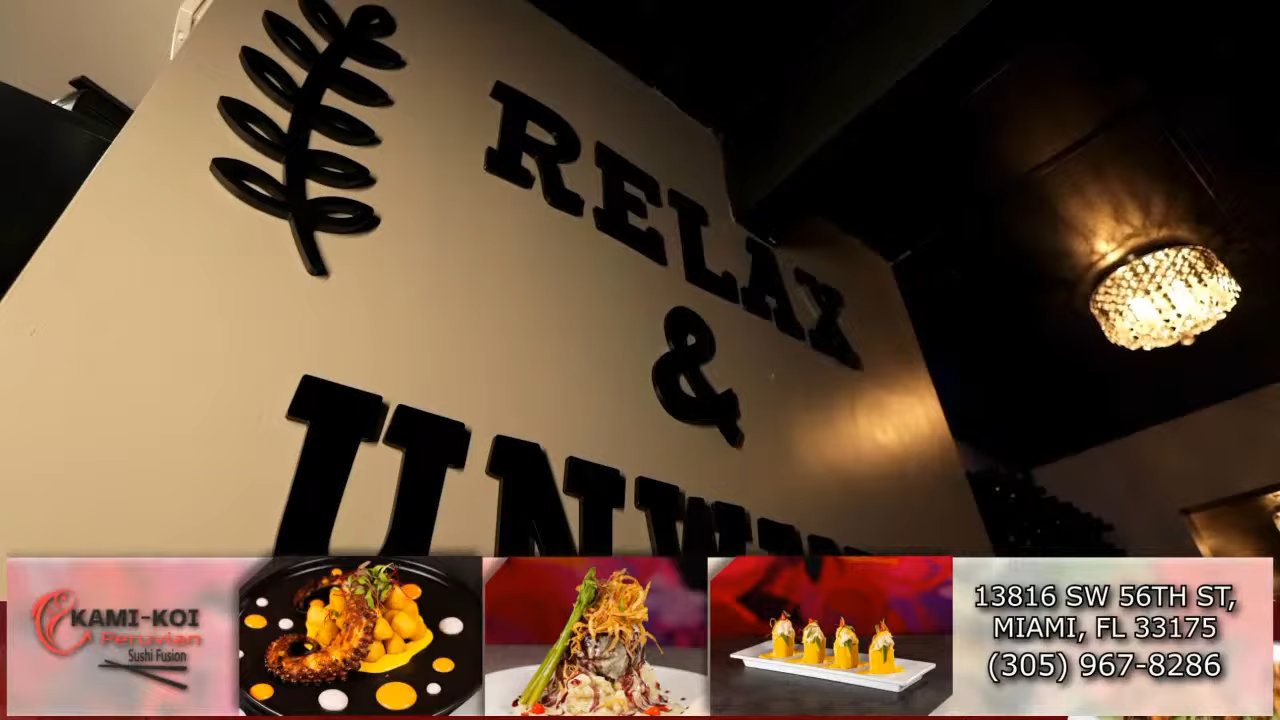 RELAX
&
KAMI-KOI
Peruvian
Sushi Fusion
13816 SW 56TH ST,
MIAMI, FL 33175
(305) 967-8286